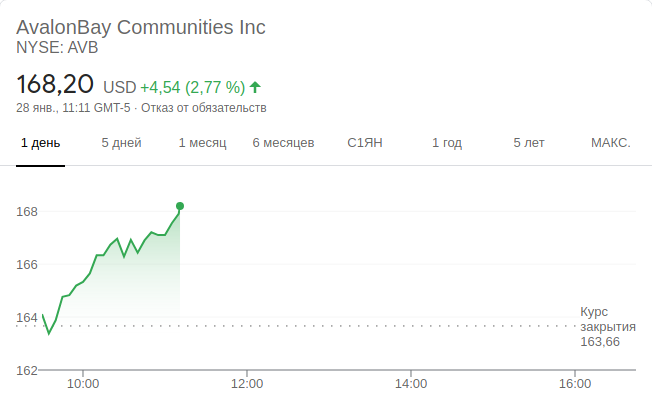 AvalonBay Communities Inc
NYSE: AVB
168,20 USD +4,54 (2,77 %)
28 янв., 11:11 GMT-5 · Отказ от обязательств
1 день 5 дней 1 месяц 6 месяцев С1ЯН 1 год 5 лет МАКС.
168
166
164
162
Курс
закрытия
163,66
10:00 12:00 14:00 16:00